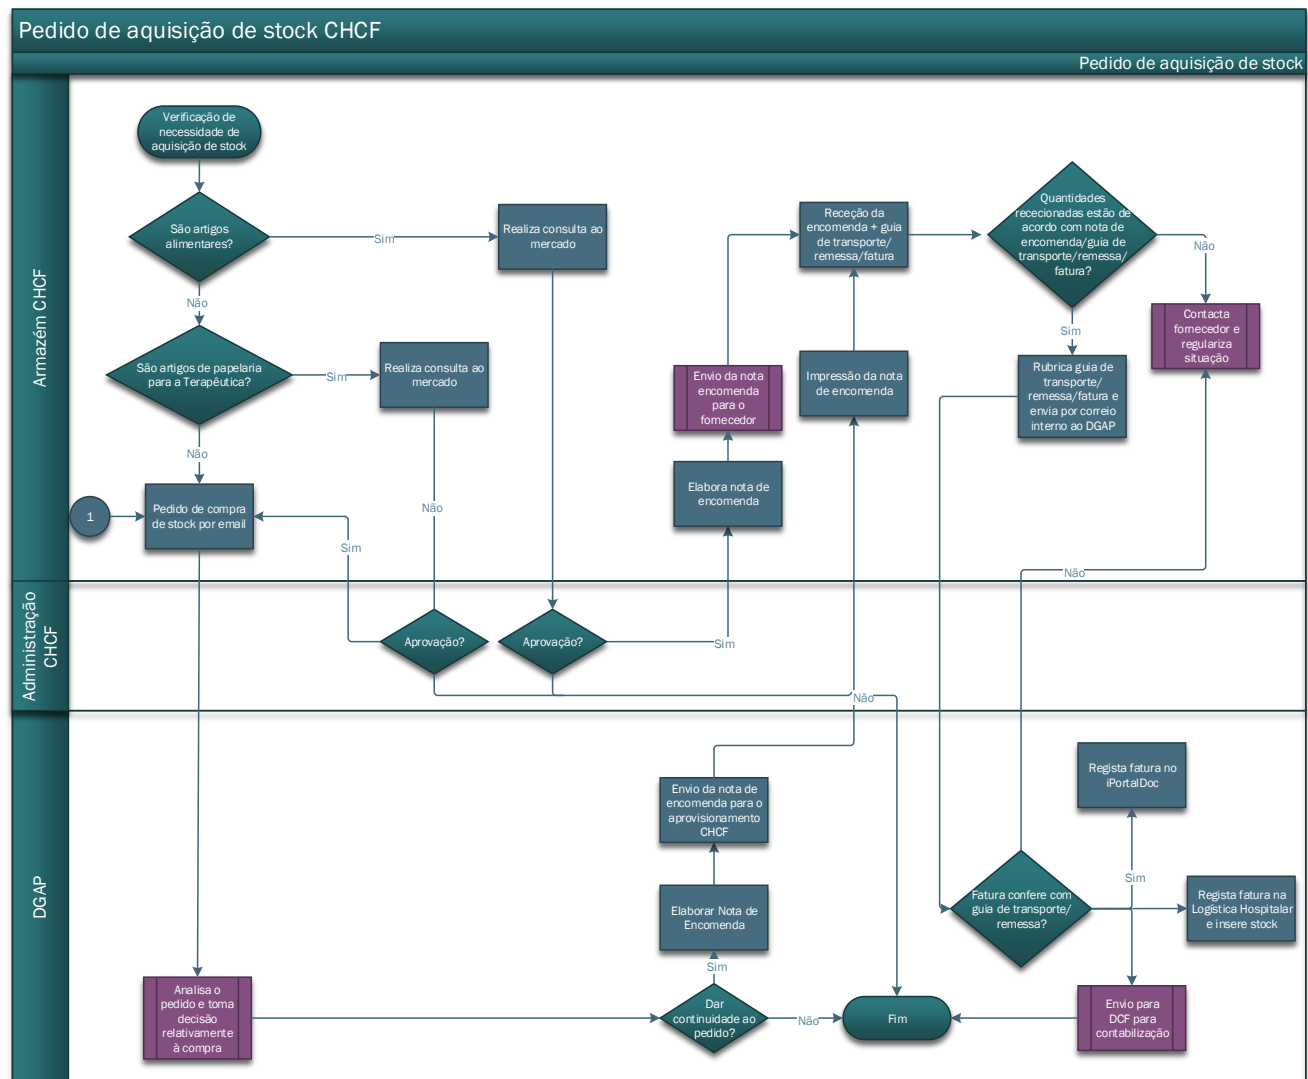 Pedido de aquisição de stock CHCF
Pedido de aquisição de stock
Armazém CHCF
Verificação de
necessidade de
aquisição de stock
São artigos
alimentares?
Sim
Realiza consulta ao
mercado
Não
São artigos de papelaria
para a Terapêutica?
Sim
Realiza consulta ao
mercado
Não
Não
1
Pedido de compra
de stock por email
Sim
Receção da
encomenda + guia
de transporte/
remessa/fatura
Quantidades
rececionadas estão de
acordo com nota de
encomenda/guia de
transporte/remessa/
fatura?
Não
Contacta
fornecedor e
regulariza
situação
Sim
Rubrica guia de
transporte/
remessa/fatura e
envia por correio
interno ao DGAP
Envio da nota
encomenda
para o
fornecedor
Impressão da nota
de encomenda
Elabora nota de
encomenda
Não
Administração
CHCF
Aprovação?
Aprovação?
Sim
Não
DGAP
Envio da nota de
encomenda para o
aprovisionamento
CHCF
Elaborar Nota de
Encomenda
Sim
Analisa o
pedido e toma
decisão
relativamente
à compra
Dar
continuidade ao
pedido?
Não
Fim
Regista fatura no
iPortalDoc
Sim
Fatura confere com
guia de transporte/
remessa?
Regista fatura na
Logística Hospitalar
e insere stock
Envio para
DCF para
contabilização